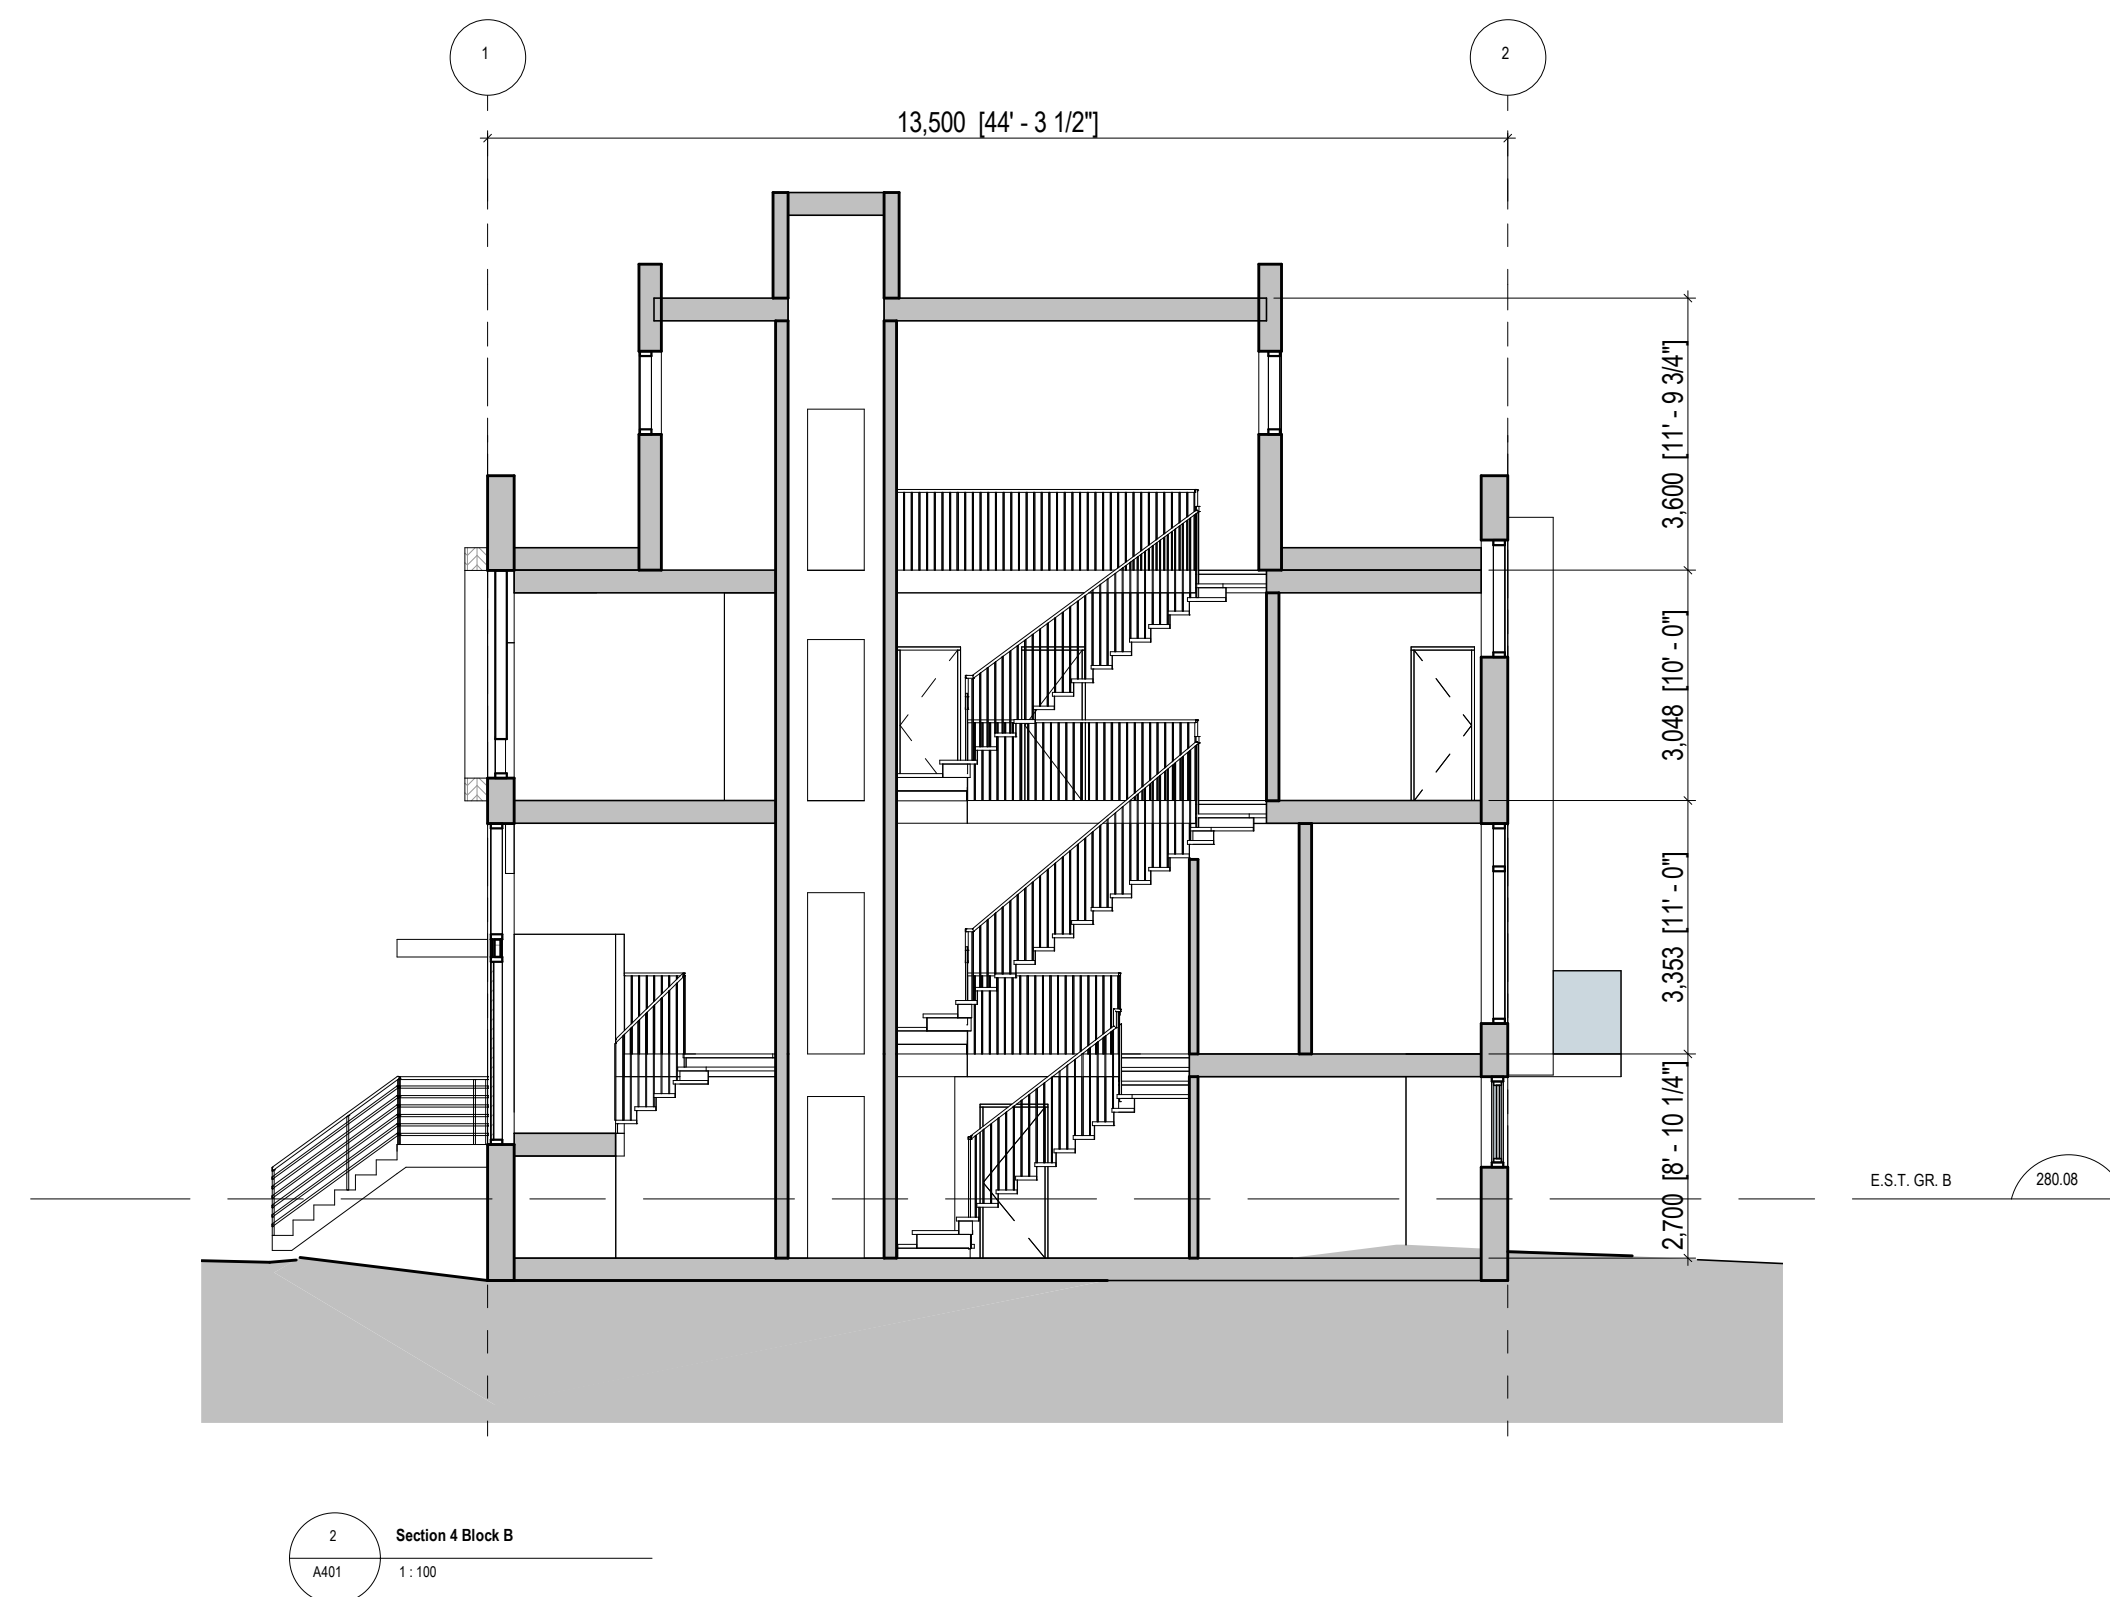 1
2
13,500 [44' - 3 1/2"]
3,600 [11' - 9 3/4"]
3,048 [10' - 0"]
3,353 [11' - 0"]
2,700 [8' - 10 1/4"]
E.S.T. GR. B
280.08
2
Section 4 Block B
A401
1 : 100